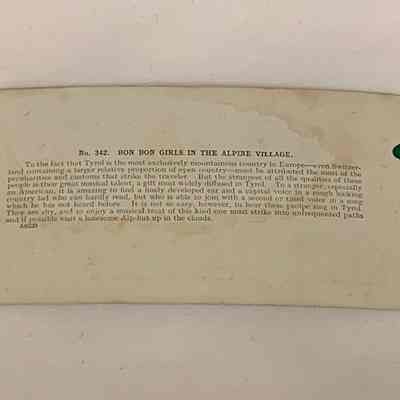 No. 342. BON BON GIRLS IN THE ALPINE VILLAGE.
To the fact that Tyrol is the most exclusively mountainous country in Europe—even Switzer-
land containing a larger relative proportion of open country—must be attributed the most of the
peculiarities and customs that strike the traveler. But the strangest of all the qualities of these
people is their great musical talent, a gift most widely diffused in Tyrol. To a stranger, especially
an American, it is amazing to find a finely developed ear and a capital voice in a rough looking
country lad who can hardly read, but who is able to join with a second or third voice in a song
which he has not heard before. It is not so easy, however, to hear these people sing in Tyrol.
They are shy, and to enjoy a musical treat of this kind one must strike into unfrequented paths
and if possible visit a lonesome Alp-hut up in the clouds.